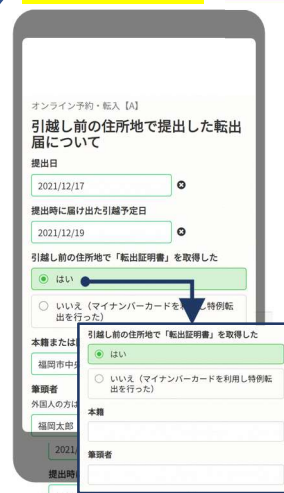 オンライン予約・転入【A】
引越し前の住所地で提出した転出
届について
提出日
2021/12/17
提出時に届け出た引越予定日
2021/12/19
引越し前の住所地で「転出証明書」を取得した
はい
いいえ（マイナンバーカードを利用し特例転
出を行った）
本籍または
福岡市中央
筆頭者
外国人の方は
福岡太郎
2021/
提出時
引越し前の住所地で「転出証明書」を取得した
はい
いいえ（マイナンバーカードを利用し特例転
出を行った）
本籍
筆頭者